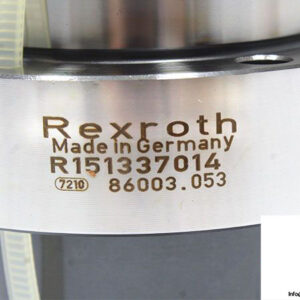 Rexroth
Made in Germany
R151337014
7210 86003.053